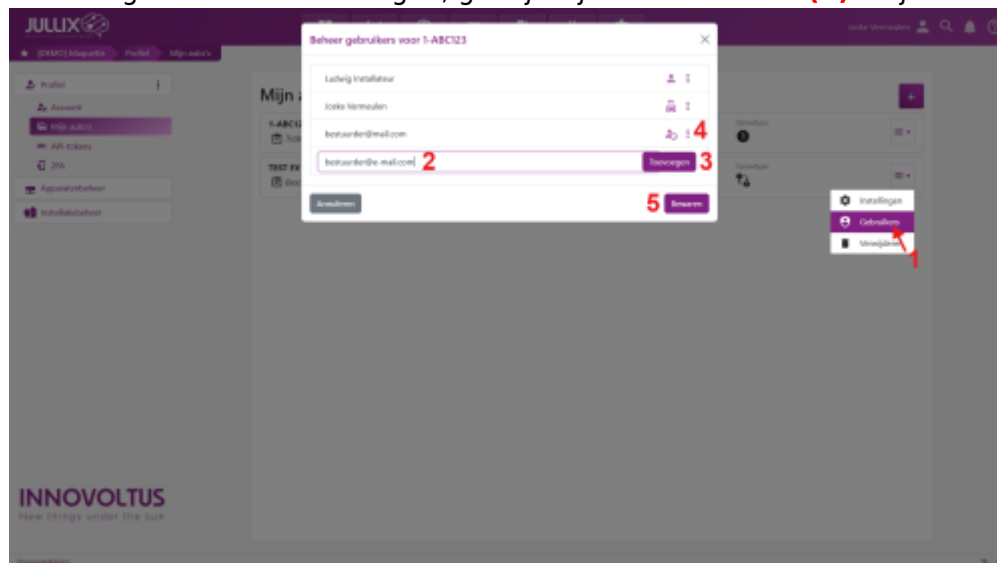 JULLIX
[DEMO] Maquette Profiel Mijn auto's
Profiel
Account
Mijn auto's
API-tokens
2FA
Apparatenbeheer
Installatiebeheer
INNOVOLTUS
New things under the sun
Joske Vermeulen
Beheer gebruikers voor 1-ABC123
Ludwig Installateur
Joske Vermeulen
bestuurder@mail.com 4
bestuurder@e-mail.com 2 Toevoegen 3
Annuleren 5 Bewaren
Mijn
1-ABC12
TEST EV
Instellingen
Gebruikers
Verwijderen
1